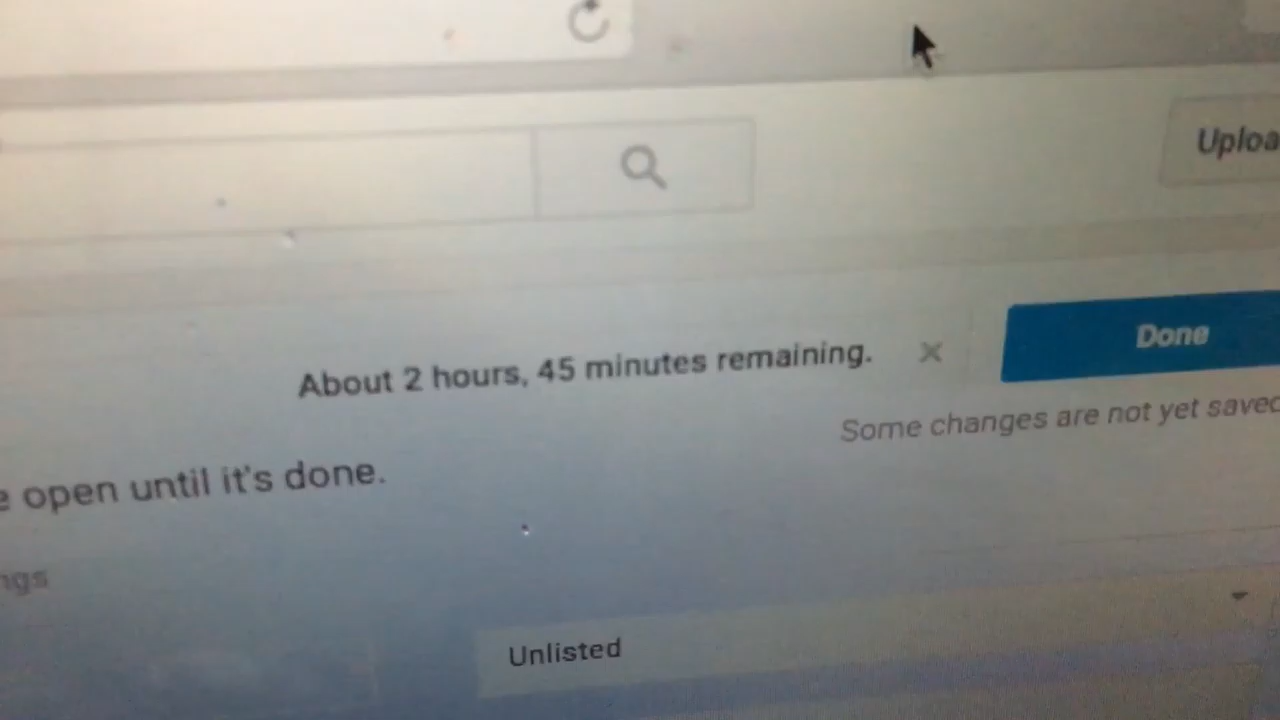 Uploa
About 2 hours, 45 minutes remaining.
Done
Some changes are not yet saved
e open until it's done.
ngs
Unlisted